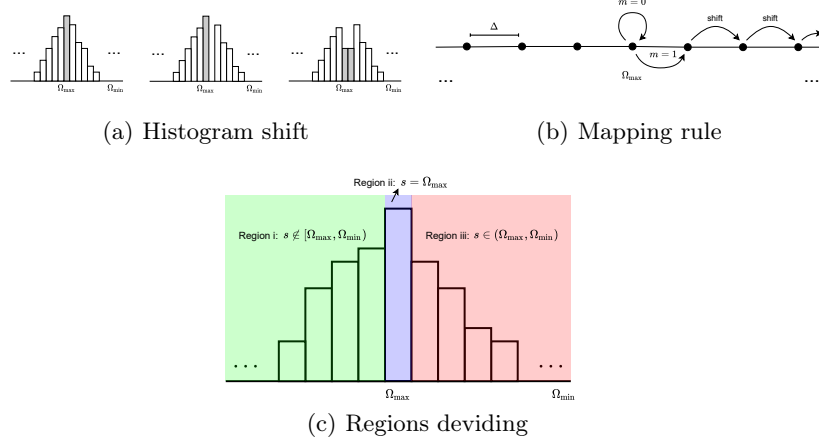 ... ... ... ... ... ...
Ω_max Ω_min Ω_max Ω_min Ω_max Ω_min
(a) Histogram shift
m = 0
Δ shift shift
m = 1
Ω_max
... ...
(b) Mapping rule
Region ii: s = Ω_max
Region i: s ∉ [Ω_max, Ω_min) Region iii: s ∈ (Ω_max, Ω_min)
... ...
Ω_max Ω_min
(c) Regions deviding